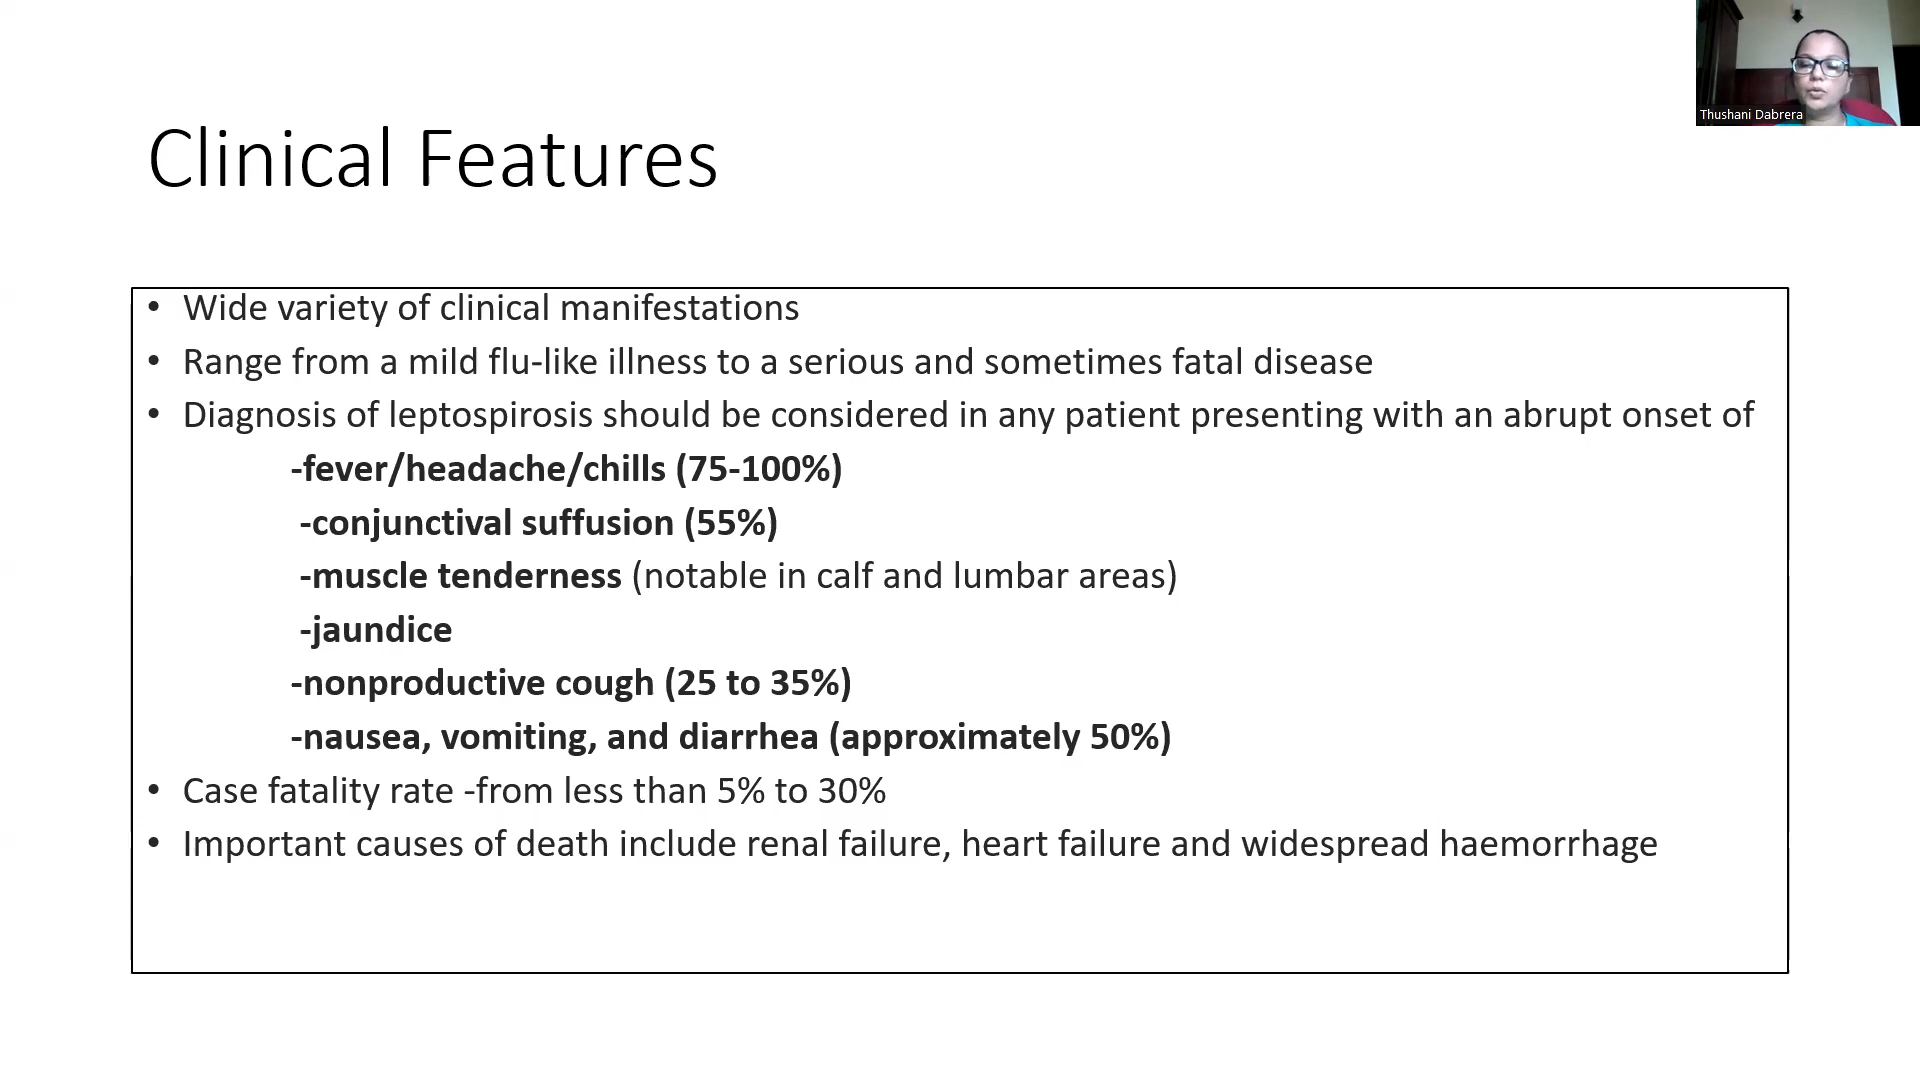 Thushani Dabrera
Clinical Features
• Wide variety of clinical manifestations
• Range from a mild flu-like illness to a serious and sometimes fatal disease
• Diagnosis of leptospirosis should be considered in any patient presenting with an abrupt onset of
-fever/headache/chills (75-100%)
-conjunctival suffusion (55%)
-muscle tenderness (notable in calf and lumbar areas)
-jaundice
-nonproductive cough (25 to 35%)
-nausea, vomiting, and diarrhea (approximately 50%)
• Case fatality rate -from less than 5% to 30%
• Important causes of death include renal failure, heart failure and widespread haemorrhage